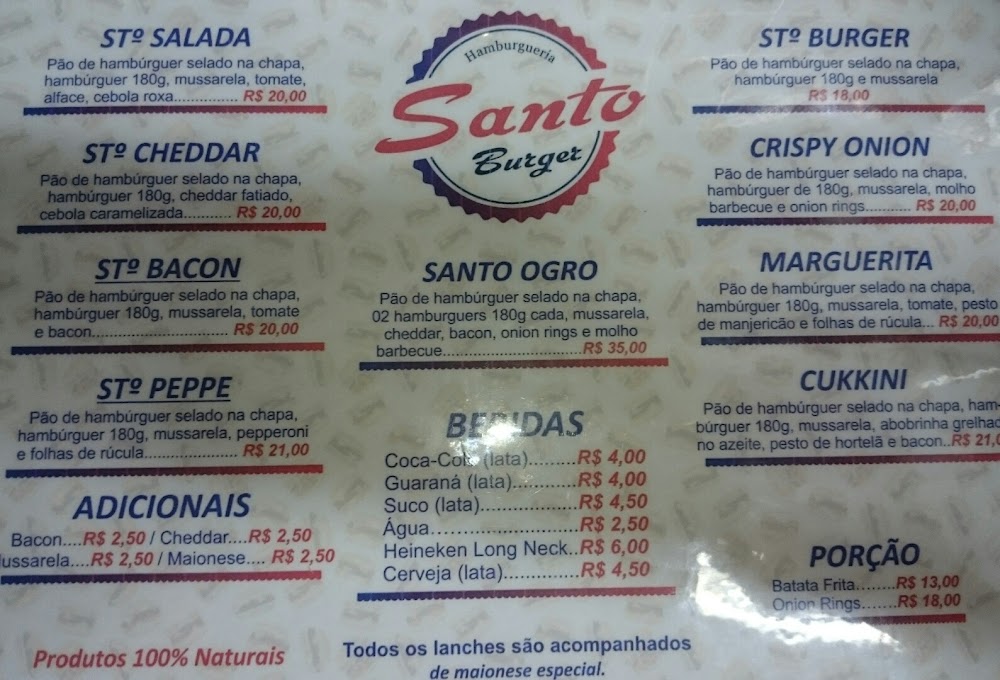 STº SALADA
Pão de hambúrguer selado na chapa,
hambúrguer 180g, mussarela, tomate,
alface, cebola roxa............... R$ 20,00
STº CHEDDAR
Pão de hambúrguer selado na chapa,
hambúrguer 180g, cheddar fatiado,
cebola caramelizada........... R$ 20,00
STº BACON
Pão de hambúrguer selado na chapa,
hambúrguer 180g, mussarela, tomate
e bacon................................ R$ 20,00
STº PEPPE
Pão de hambúrguer selado na chapa,
hambúrguer 180g, mussarela, pepperoni
e folhas de rúcula...................... R$ 21,00
ADICIONAIS
Bacon....R$ 2,50 / Cheddar....R$ 2,50
ussarela....R$ 2,50 / Maionese.... R$ 2,50
Produtos 100% Naturais
Hamburgueria
Santo
Burger
SANTO OGRO
Pão de hambúrguer selado na chapa,
02 hamburguers 180g cada, mussarela,
cheddar, bacon, onion rings e molho
barbecue.............................R$ 35,00
BEBIDAS
Coca-Cola (lata).........R$ 4,00
Guaraná (lata)............R$ 4,00
Suco (lata)..................R$ 4,50
Água..........................R$ 2,50
Heineken Long Neck..R$ 6,00
Cerveja (lata)..............R$ 4,50
Todos os lanches são acompanhados
de maionese especial.
STº BURGER
Pão de hambúrguer selado na chapa,
hambúrguer 180g e mussarela
R$ 18,00
CRISPY ONION
Pão de hambúrguer selado na chapa,
hambúrguer de 180g, mussarela, molho
barbecue e onion rings........... R$ 20,00
MARGUERITA
Pão de hambúrguer selado na chapa,
hambúrguer 180g, mussarela, tomate, pesto
de manjericão e folhas de rúcula... R$ 20,00
CUKKINI
Pão de hambúrguer selado na chapa, ham-
búrguer 180g, mussarela, abobrinha grelhad
no azeite, pesto de hortelã e bacon..R$ 21,0
PORÇÃO
Batata Frita........R$ 13,00
Onion Rings.......R$ 18,00